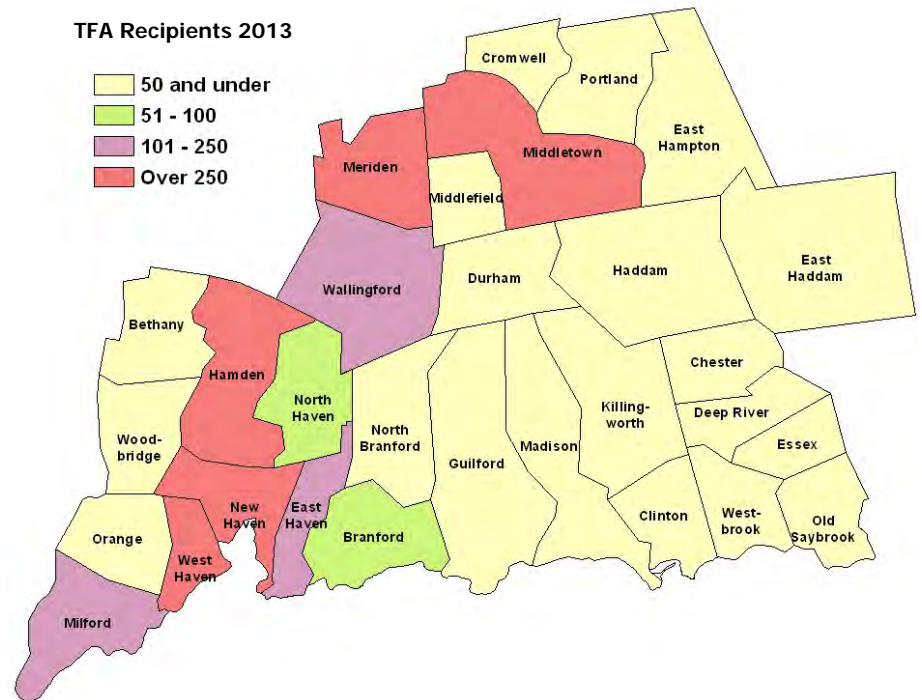 TFA Recipients 2013
50 and under
51 - 100
101 - 250
Over 250
Cromwell
Portland
East
Hampton
Meriden
Middletown
Middlefield
Wallingford
Durham
Haddam
East
Haddam
Bethany
Hamden
North
Haven
Chester
Deep River
Essex
Wood-
bridge
North
Branford
Guilford
Madison
Killing-
worth
Clinton
West-
brook
Old
Saybrook
Orange
New
Haven
East
Haven
Branford
West
Haven
Milford